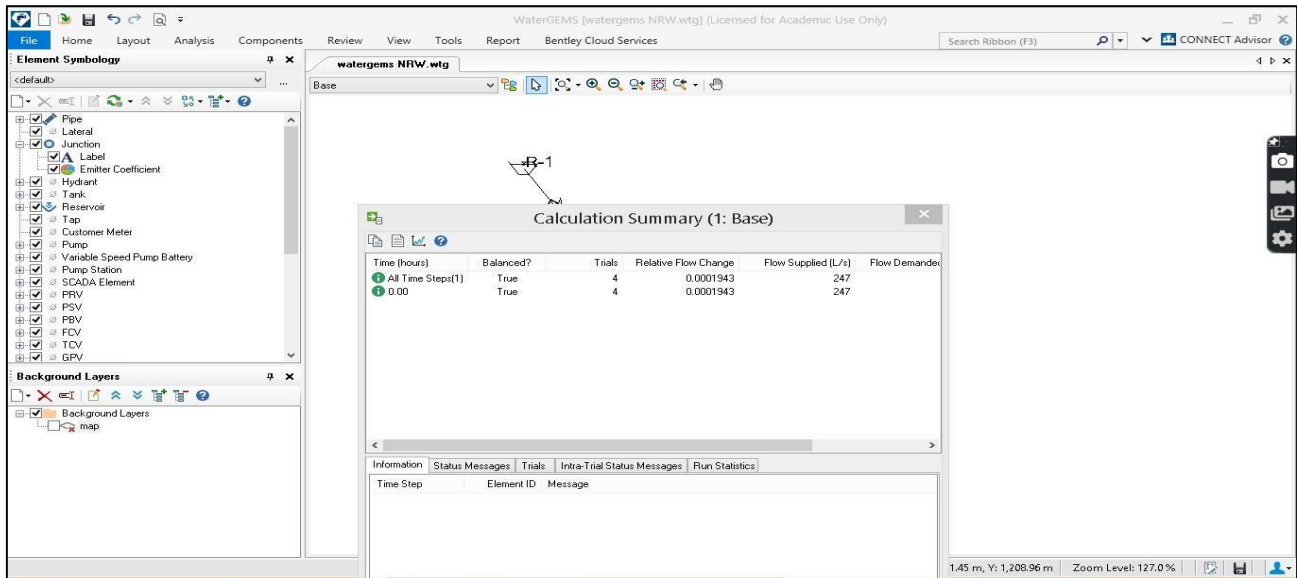 WaterGEMS [watergems NRW.wtg] (Licensed for Academic Use Only)
File Home Layout Analysis Components Review View Tools Report Bentley Cloud Services Search Ribbon (F3) CONNECT Advisor
Element Symbology
<default>
Pipe
Lateral
Junction
Label
Emitter Coefficient
Hydrant
Tank
Reservoir
Tap
Customer Meter
Pump
Variable Speed Pump Battery
Pump Station
SCADA Element
PRV
PSV
PBV
FCV
TCV
GPV
Background Layers
Background Layers
map
watergems NRW.wtg
Base
R-1
Calculation Summary (1: Base)
Time (hours) Balanced? Trials Relative Flow Change Flow Supplied (L/s) Flow Demanded
All Time Steps(1) True 4 0.0001943 247
0.00 True 4 0.0001943 247
Information Status Messages Trials Intra-Trial Status Messages Run Statistics
Time Step Element ID Message
1.45 m, Y: 1,208.96 m Zoom Level: 127.0 %